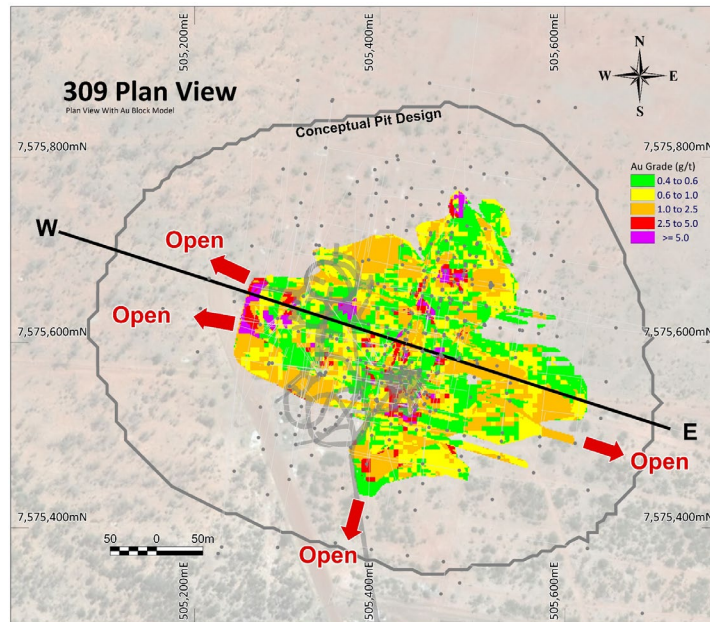 505,200mE
505,400mE
505,600mE
309 Plan View
Plan View With Au Block Model
N
W
E
S
Conceptual Pit Design
7,575,800mN
7,575,800mN
Au Grade (g/t)
0.4 to 0.6
0.6 to 1.0
1.0 to 2.5
2.5 to 5.0
>= 5.0
W
Open
Open
7,575,600mN
7,575,600mN
E
Open
7,575,400mN
7,575,400mN
50 0 50m
Open
505,200mE
505,400mE
505,600mE